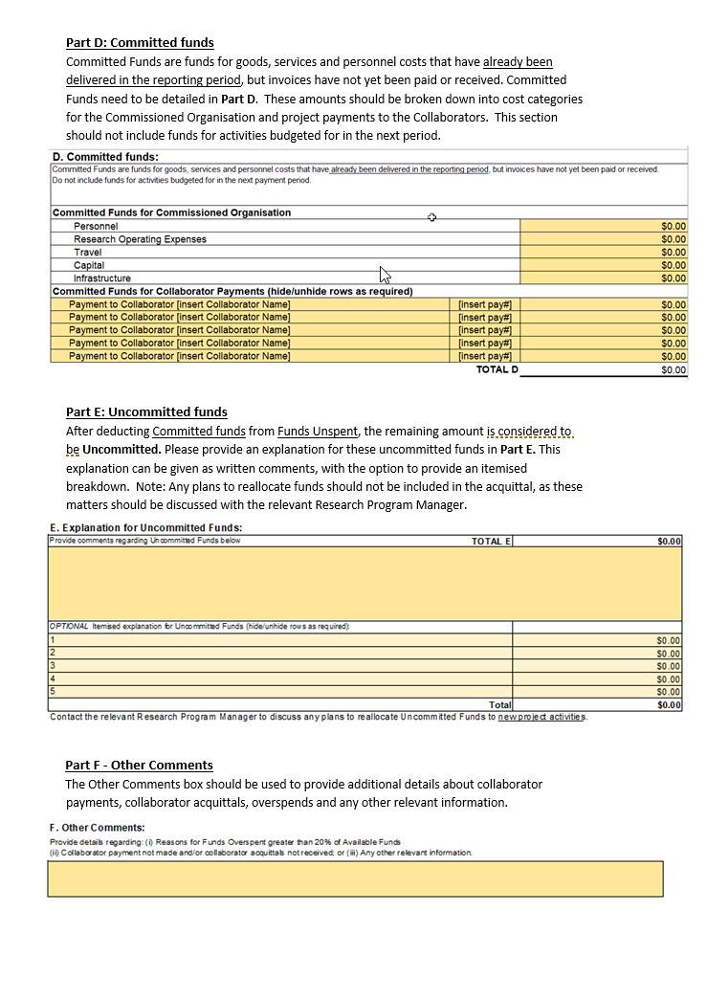 Part D: Committed funds
Committed Funds are funds for goods, services and personnel costs that have already been
delivered in the reporting period, but invoices have not yet been paid or received. Committed
Funds need to be detailed in Part D.  These amounts should be broken down into cost categories
for the Commissioned Organisation and project payments to the Collaborators.  This section
should not include funds for activities budgeted for in the next period.
D. Committed funds:
Committed Funds are funds for goods, services and personnel costs that have already been delivered in the reporting period, but invoices have not yet been paid or received.
Do not include funds for activities budgeted for in the next payment period.
Committed Funds for Commissioned Organisation
Personnel $0.00
Research Operating Expenses $0.00
Travel $0.00
Capital $0.00
Infrastructure $0.00
Committed Funds for Collaborator Payments (hide/unhide rows as required)
Payment to Collaborator [insert Collaborator Name] [insert pay#] $0.00
Payment to Collaborator [insert Collaborator Name] [insert pay#] $0.00
Payment to Collaborator [insert Collaborator Name] [insert pay#] $0.00
Payment to Collaborator [insert Collaborator Name] [insert pay#] $0.00
Payment to Collaborator [insert Collaborator Name] [insert pay#] $0.00
TOTAL D $0.00
Part E: Uncommitted funds
After deducting Committed funds from Funds Unspent, the remaining amount is considered to
be Uncommitted. Please provide an explanation for these uncommitted funds in Part E. This
explanation can be given as written comments, with the option to provide an itemised
breakdown.  Note: Any plans to reallocate funds should not be included in the acquittal, as these
matters should be discussed with the relevant Research Program Manager.
E. Explanation for Uncommitted Funds:
Provide comments regarding Uncommitted Funds below TOTAL E $0.00
OPTIONAL Itemised explanation for Uncommitted Funds (hide/unhide rows as required):
1 $0.00
2 $0.00
3 $0.00
4 $0.00
5 $0.00
Total $0.00
Contact the relevant Research Program Manager to discuss any plans to reallocate Uncommitted Funds to new project activities.
Part F - Other Comments
The Other Comments box should be used to provide additional details about collaborator
payments, collaborator acquittals, overspends and any other relevant information.
F. Other Comments:
Provide details regarding: (i) Reasons for Funds Overspent greater than 20% of Available Funds
(ii) Collaborator payment not made and/or collaborator acquittals not received; or (iii) Any other relevant information.